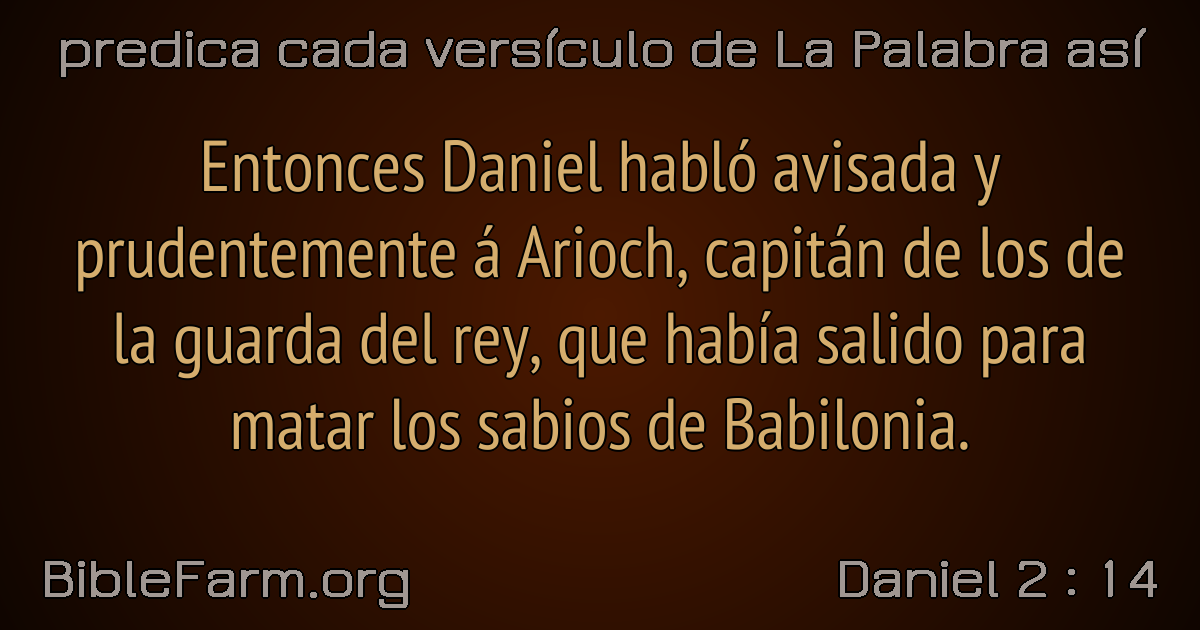 predica cada versículo de La Palabra así
Entonces Daniel habló avisada y
prudentemente á Arioch, capitán de los de
la guarda del rey, que había salido para
matar los sabios de Babilonia.
BibleFarm.org
Daniel 2 : 14